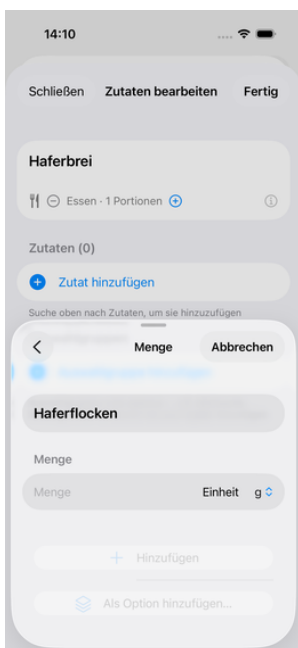 14:10
Schließen Zutaten bearbeiten Fertig
Haferbrei
Essen · 1 Portionen
Zutaten (0)
Zutat hinzufügen
Suche oben nach Zutaten, um sie hinzuzufügen
Menge Abbrechen
Haferflocken
Menge
Menge Einheit g
Hinzufügen
Als Option hinzufügen...